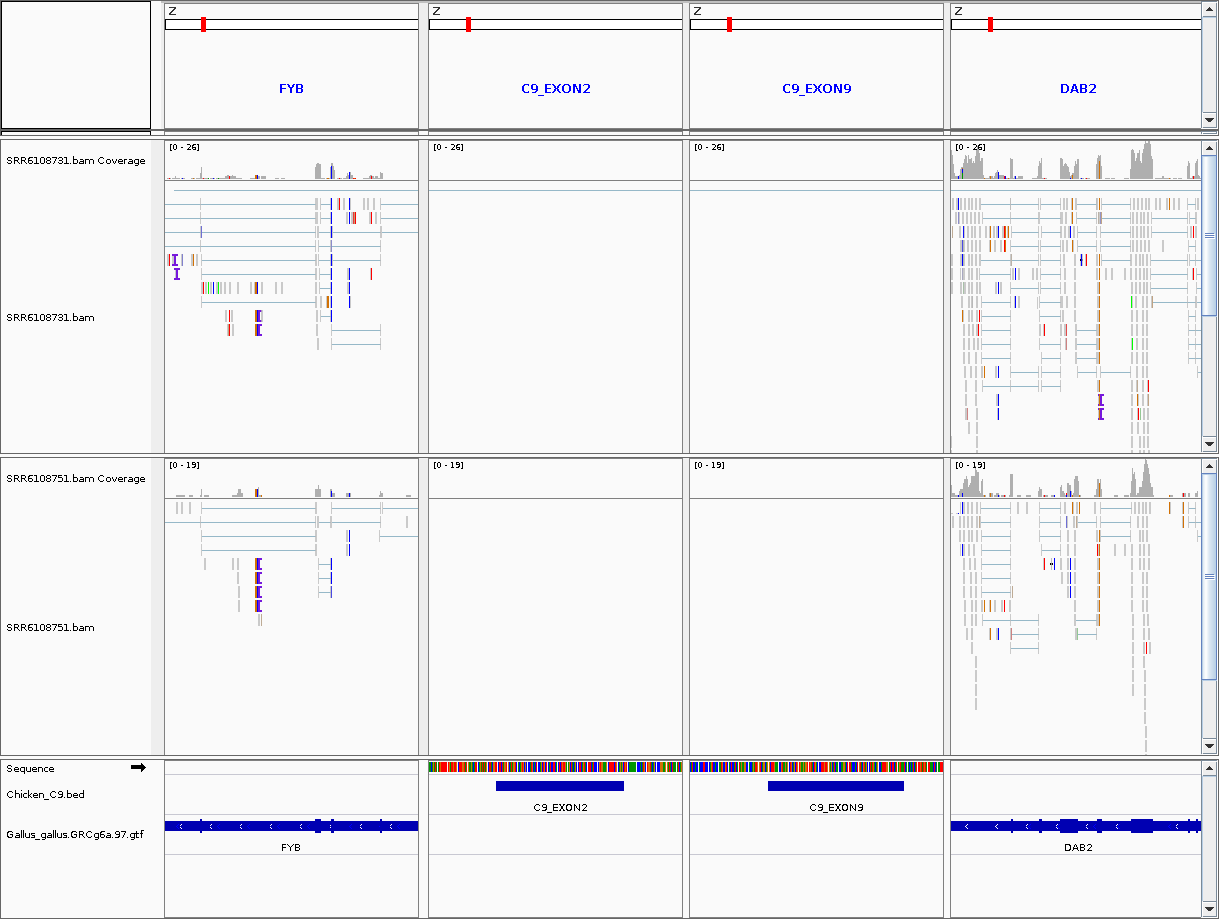 Z Z Z Z
FYB C9_EXON2 C9_EXON9 DAB2
SRR6108731.bam Coverage [0 - 26] [0 - 26] [0 - 26] [0 - 26]
SRR6108731.bam
SRR6108751.bam Coverage [0 - 19] [0 - 19] [0 - 19] [0 - 19]
SRR6108751.bam
Sequence
Chicken_C9.bed
C9_EXON2 C9_EXON9
Gallus_gallus.GRCg6a.97.gtf
FYB DAB2